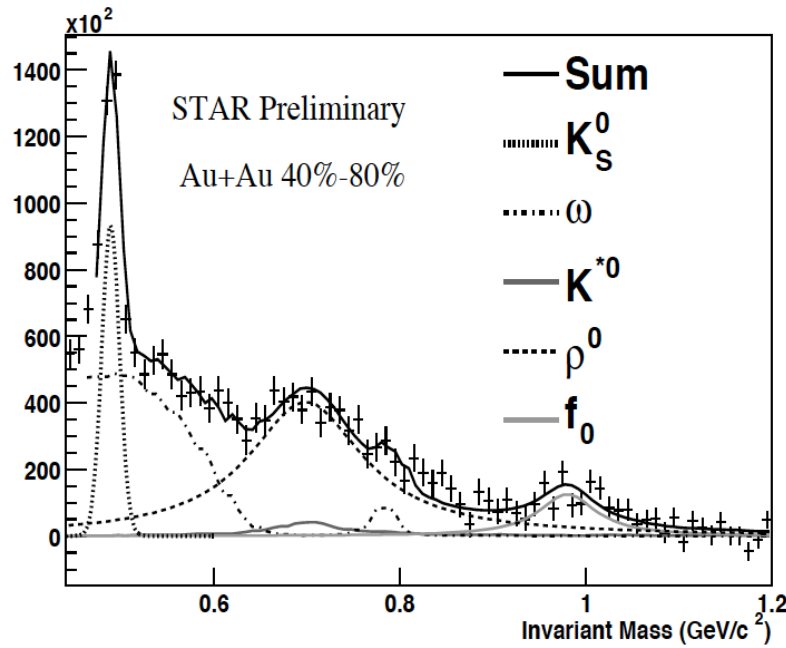 x10²
1400
1200
1000
800
600
400
200
0
STAR Preliminary
Au+Au 40%-80%
Sum
K⁰S
ω
K*⁰
ρ⁰
f₀
0.6
0.8
1
1.2
Invariant Mass (GeV/c²)